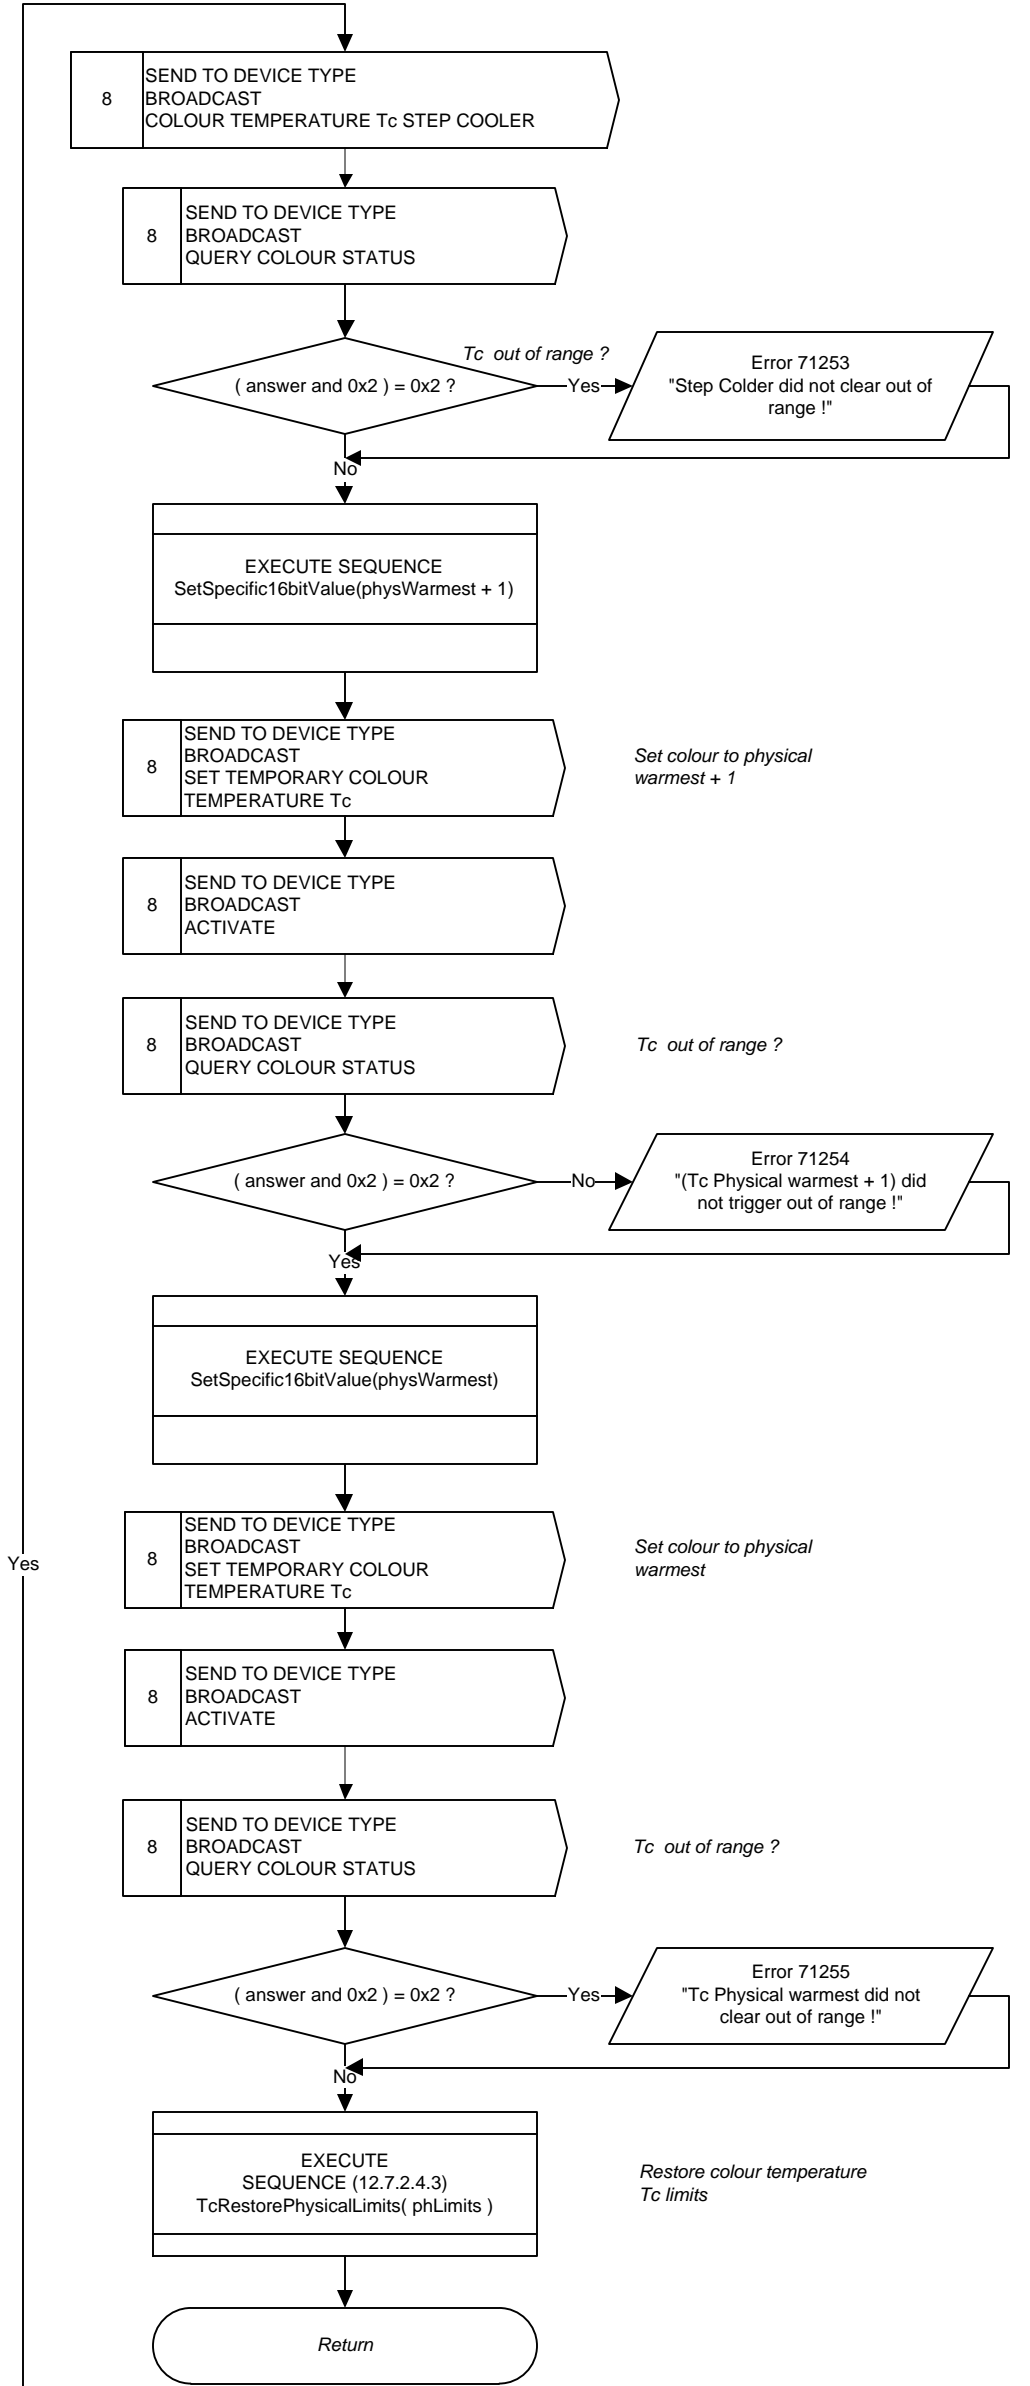 8
SEND TO DEVICE TYPE
BROADCAST
COLOUR TEMPERATURE Tc STEP COOLER
8
SEND TO DEVICE TYPE
BROADCAST
QUERY COLOUR STATUS
Tc out of range ?
( answer and 0x2 ) = 0x2 ?
Yes
Error 71253
"Step Colder did not clear out of
range !"
No
EXECUTE SEQUENCE
SetSpecific16bitValue(physWarmest + 1)
8
SEND TO DEVICE TYPE
BROADCAST
SET TEMPORARY COLOUR
TEMPERATURE Tc
Set colour to physical
warmest + 1
8
SEND TO DEVICE TYPE
BROADCAST
ACTIVATE
8
SEND TO DEVICE TYPE
BROADCAST
QUERY COLOUR STATUS
Tc out of range ?
( answer and 0x2 ) = 0x2 ?
No
Error 71254
"(Tc Physical warmest + 1) did
not trigger out of range !"
Yes
EXECUTE SEQUENCE
SetSpecific16bitValue(physWarmest)
8
SEND TO DEVICE TYPE
BROADCAST
SET TEMPORARY COLOUR
TEMPERATURE Tc
Set colour to physical
warmest
Yes
8
SEND TO DEVICE TYPE
BROADCAST
ACTIVATE
8
SEND TO DEVICE TYPE
BROADCAST
QUERY COLOUR STATUS
Tc out of range ?
( answer and 0x2 ) = 0x2 ?
Yes
Error 71255
"Tc Physical warmest did not
clear out of range !"
No
EXECUTE
SEQUENCE (12.7.2.4.3)
TcRestorePhysicalLimits( phLimits )
Restore colour temperature
Tc limits
Return